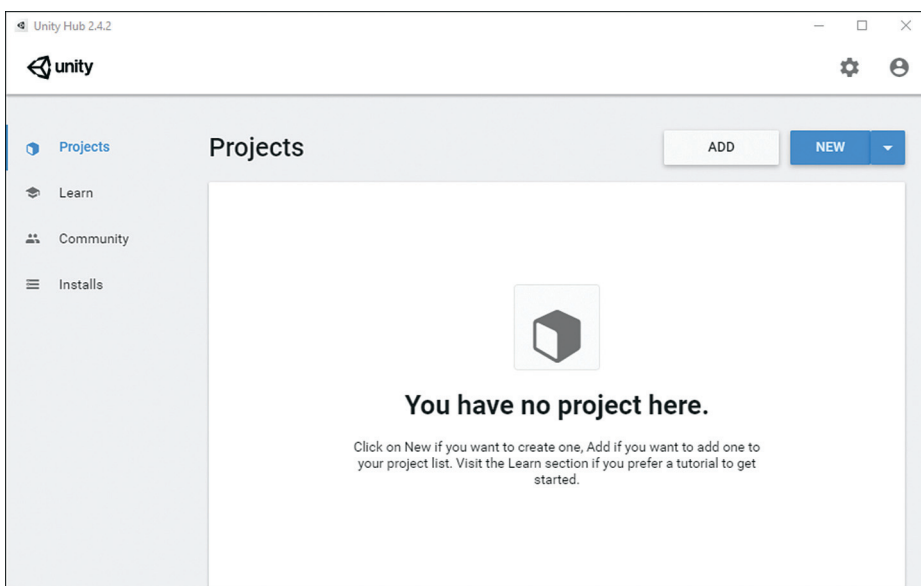 Unity Hub 2.4.2
unity
Projects
Learn
Community
Installs
Projects
ADD
NEW
You have no project here.
Click on New if you want to create one, Add if you want to add one to
your project list. Visit the Learn section if you prefer a tutorial to get
started.